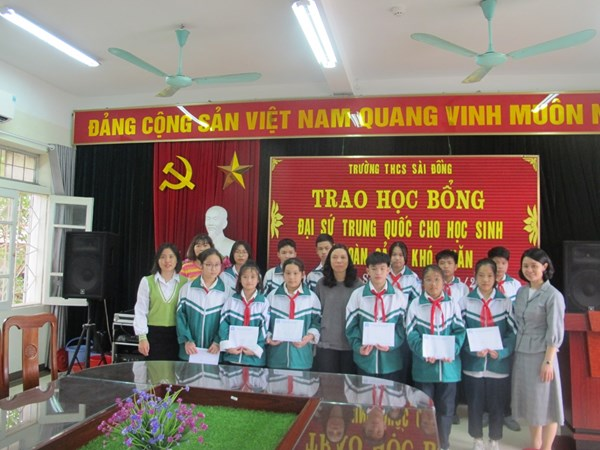 ĐẢNG CỘNG SẢN VIỆT NAM QUANG VINH MUÔN N
TRƯỜNG THCS SÀI ĐỒNG
TRAO HỌC BỔNG
ĐẠI SỨ TRUNG QUỐC CHO HỌC SINH
KHÓ